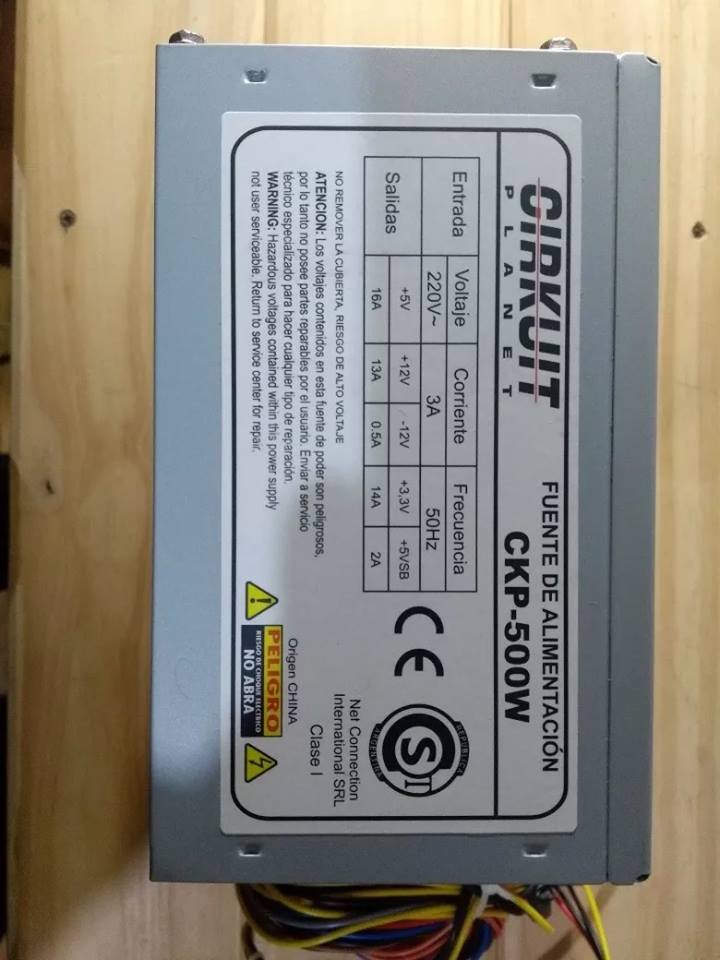 CIRKUIT
PLANET
FUENTE DE ALIMENTACIÓN
CKP-500W
Entrada Voltaje Corriente Frecuencia
220V~ 3A 50Hz
Salidas +5V +12V -12V +3,3V +5VSB
16A 13A 0.5A 14A 2A
NO REMOVER LA CUBIERTA, RIESGO DE ALTO VOLTAJE
ATENCION: Los voltajes contenidos en esta fuente de poder son peligrosos,
por lo tanto no posee partes reparables por el usuario. Enviar a servicio
técnico especializado para hacer cualquier tipo de reparación.
WARNING: Hazardous voltages contained within this power supply
not user serviceable. Return to service center for repair.
CE
REPUBLICA
ARGENTINA
S
Net Connection
International SRL
Clase I
Origen CHINA
PELIGRO
RIESGO DE CHOQUE ELECTRICO
NO ABRA